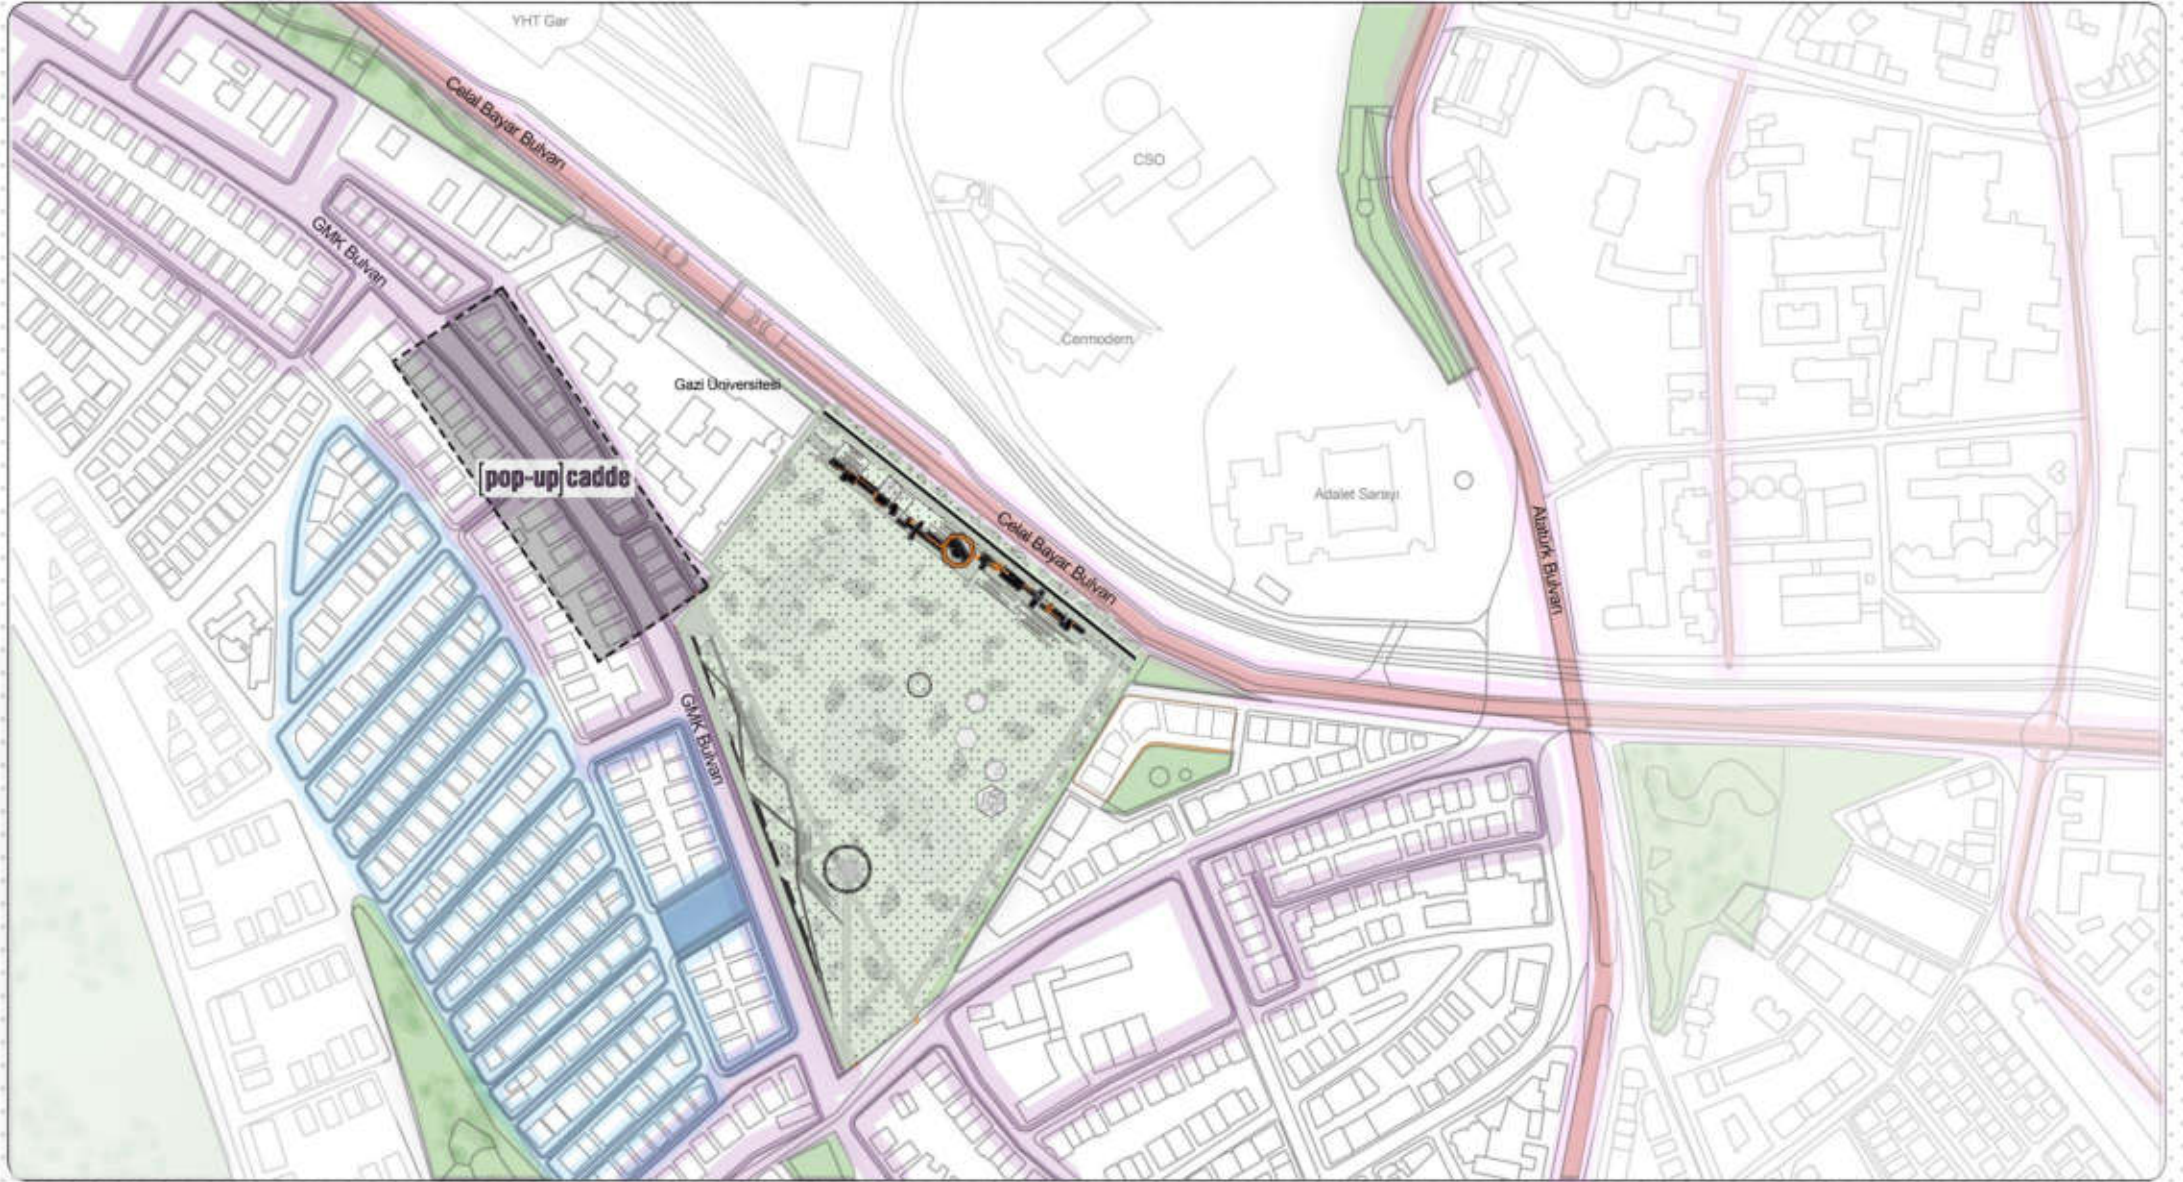 YHT Gar
Celal Bayar Bulvarı
CSO
GMK Bulvarı
Cermodern
Gazi Üniversitesi
[pop-up] cadde
Adalet Sarayı
Celal Bayar Bulvarı
Atatürk Bulvarı
GMK Bulvarı